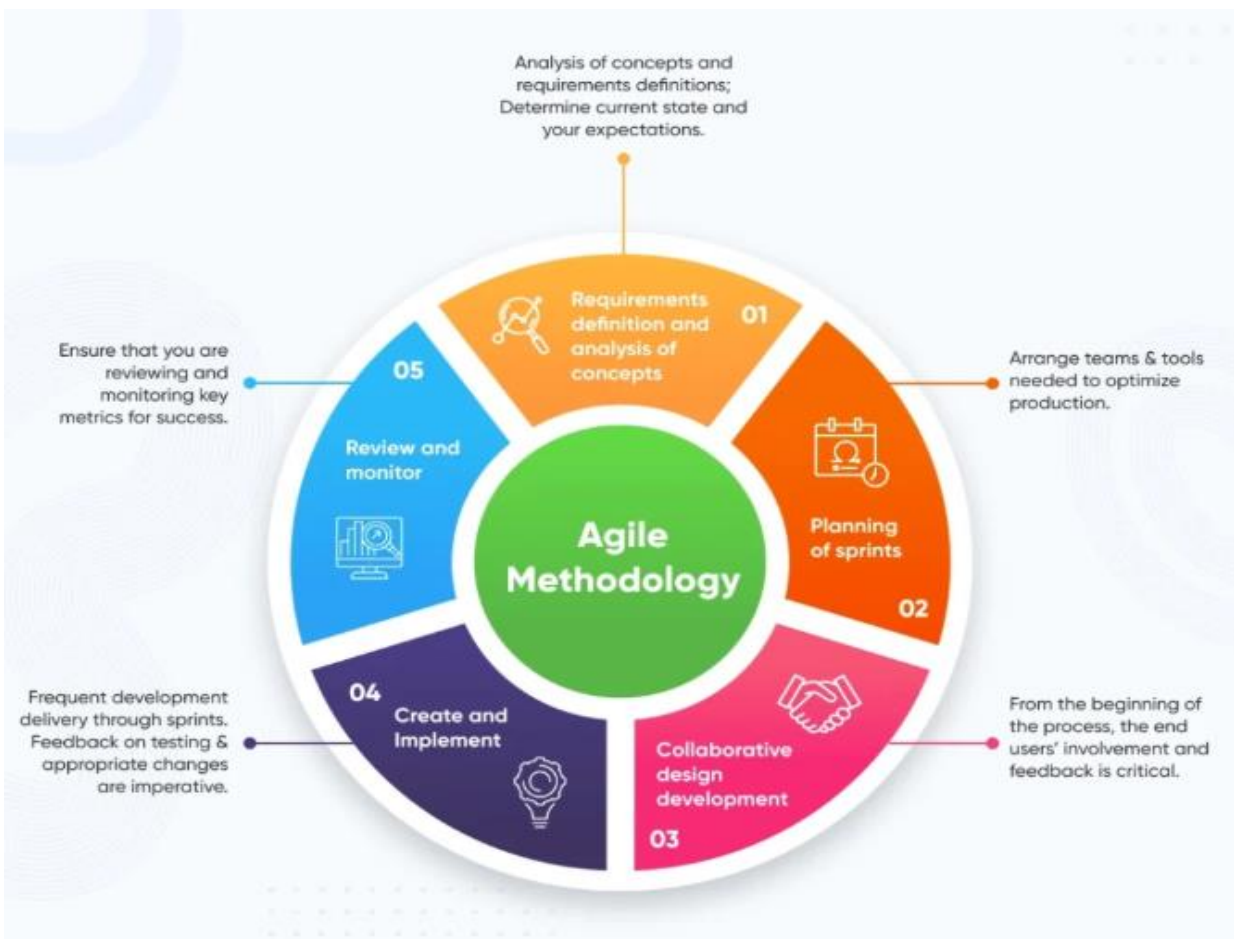 Analysis of concepts and
requirements definitions;
Determine current state and
your expectations.
Requirements
definition and
analysis of
concepts
01
Arrange teams & tools
needed to optimize
production.
Planning
of sprints
02
From the beginning of
the process, the end
users' involvement and
feedback is critical.
Collaborative
design
development
03
Frequent development
delivery through sprints.
Feedback on testing &
appropriate changes
are imperative.
04
Create and
Implement
Ensure that you are
reviewing and
monitoring key
metrics for success.
05
Review and
monitor
Agile
Methodology